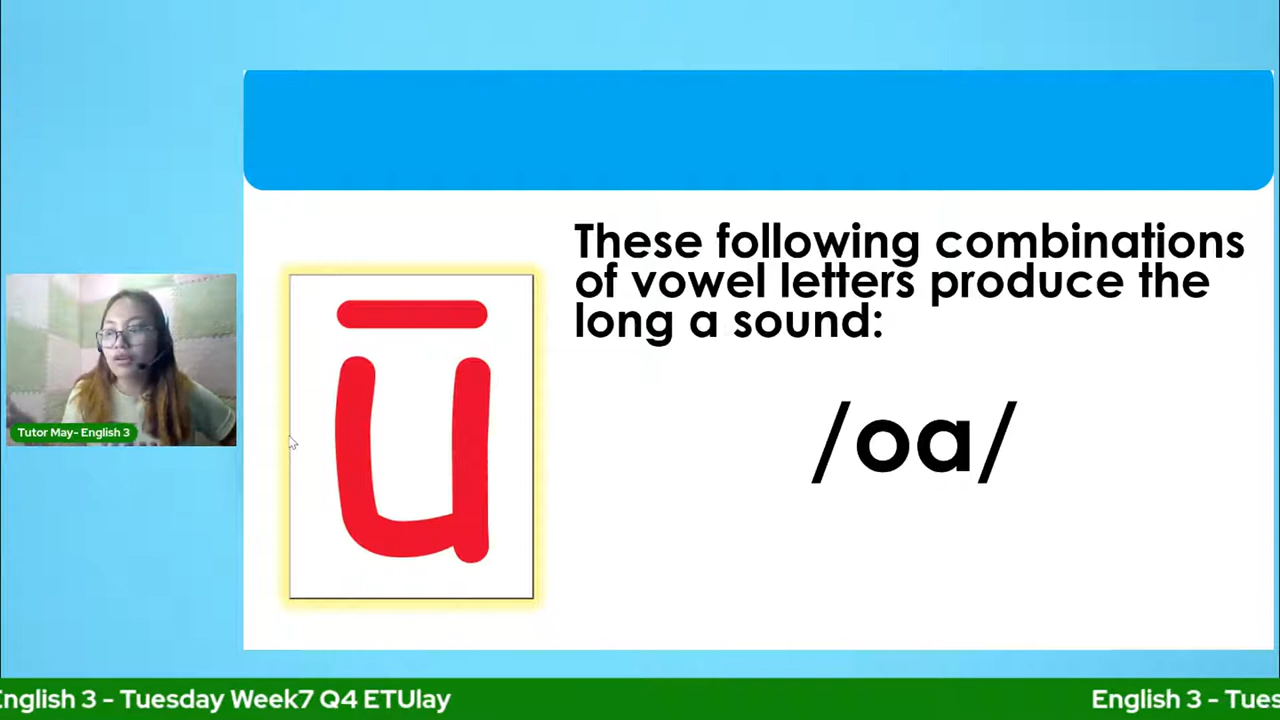 These following combinations
of vowel letters produce the
long a sound:
ū
/oa/
Tutor May- English 3
English 3 - Tuesday Week7 Q4 ETUlay
English 3 - Tues